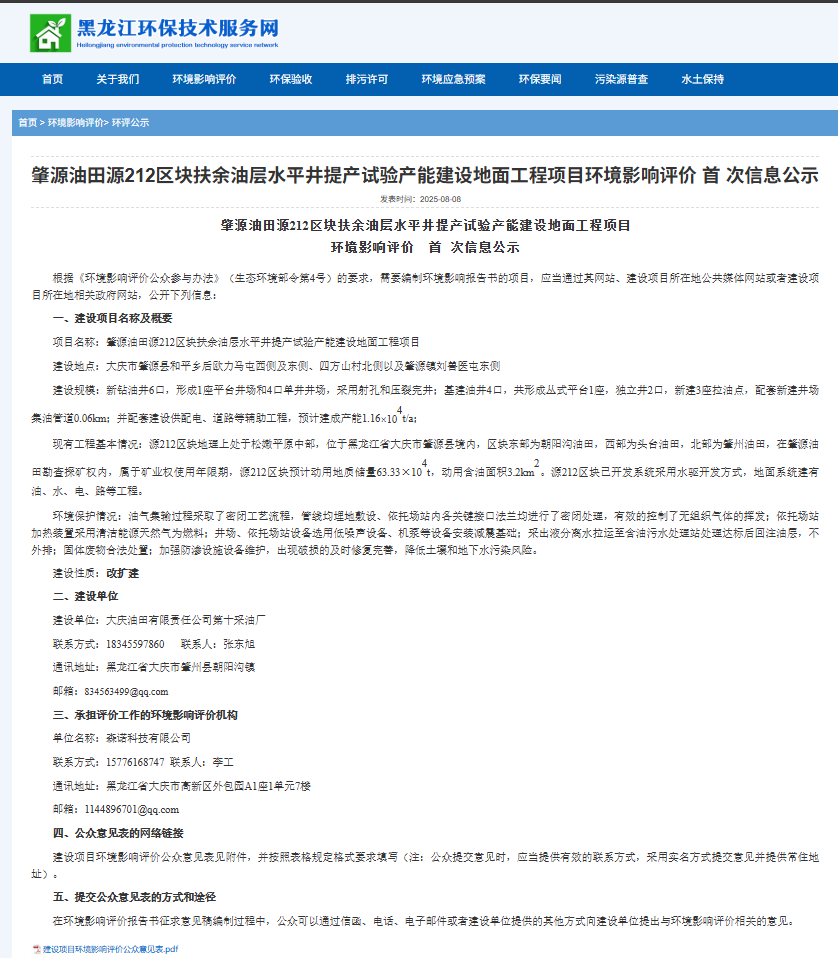 黑龙江环保技术服务网
Heilongjiang environmental protection technology service network
首页 关于我们 环境影响评价 环保验收 排污许可 环境应急预案 环保要闻 污染源普查 水土保持
首页 > 环境影响评价> 环评公示
肇源油田源212区块扶余油层水平井提产试验产能建设地面工程项目环境影响评价 首 次信息公示
发表时间：2025-08-08
肇源油田源212区块扶余油层水平井提产试验产能建设地面工程项目
环境影响评价 首 次信息公示
根据《环境影响评价公众参与办法》（生态环境部令第4号）的要求，需要编制环境影响报告书的项目，应当通过其网站、建设项目所在地公共媒体网站或者建设项
目所在地相关政府网站，公开下列信息：
一、建设项目名称及概要
项目名称：肇源油田源212区块扶余油层水平井提产试验产能建设地面工程项目
建设地点：大庆市肇源县和平乡后欧力马屯西侧及东侧、四方山村北侧以及肇源镇刘兽医屯东侧
建设规模：新钻油井6口，形成1座平台井场和4口单井井场，采用射孔和压裂完井；基建油井4口，共形成丛式平台1座，独立井2口，新建3座拉油点，配套新建井场
集油管道0.06km；并配套建设供配电、道路等辅助工程，预计建成产能1.16×10⁴t/a；
现有工程基本情况：源212区块地理上处于松嫩平原中部，位于黑龙江省大庆市肇源县境内，区块东部为朝阳沟油田，西部为头台油田，北部为肇州油田，在肇源油
田勘查探矿权内，属于矿业权使用年限期，源212区块预计动用地质储量63.33×10⁴t，动用含油面积3.2km²。源212区块已开发系统采用水驱开发方式，地面系统建有
油、水、电、路等工程。
环境保护情况：油气集输过程采取了密闭工艺流程，管线均埋地敷设、依托场站内各关键接口法兰均进行了密闭处理，有效的控制了无组织气体的挥发；依托场站
加热装置采用清洁能源天然气为燃料；井场、依托场站设备选用低噪声设备、机泵等设备安装减震基础；采出液分离水拉运至含油污水处理站处理达标后回注油层，不
外排；固体废物合法处置；加强防渗设施设备维护，出现破损的及时修复完善，降低土壤和地下水污染风险。
建设性质：改扩建
二、建设单位
建设单位：大庆油田有限责任公司第十采油厂
联系方式：18345597860 联系人：张东旭
通讯地址：黑龙江省大庆市肇州县朝阳沟镇
邮箱：834563499@qq.com
三、承担评价工作的环境影响评价机构
单位名称：森诺科技有限公司
联系方式：15776168747 联系人：李工
通讯地址：黑龙江省大庆市高新区外包园A1座1单元7楼
邮箱：1144896701@qq.com
四、公众意见表的网络链接
建设项目环境影响评价公众意见表见附件，并按照表格规定格式要求填写（注：公众提交意见时，应当提供有效的联系方式，采用实名方式提交意见并提供常住地
址）。
五、提交公众意见表的方式和途径
在环境影响评价报告书征求意见稿编制过程中，公众可以通过信函、电话、电子邮件或者建设单位提供的其他方式向建设单位提出与环境影响评价相关的意见。
建设项目环境影响评价公众意见表.pdf